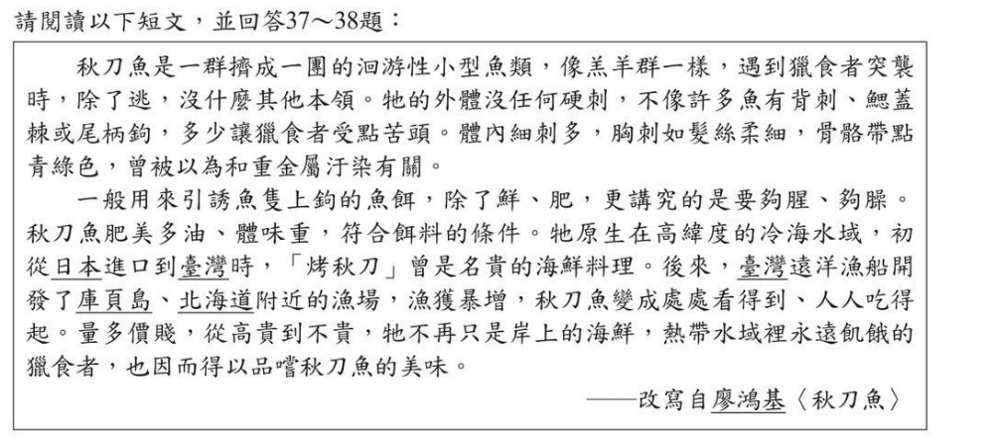 請閱讀以下短文，並回答37～38題：
秋刀魚是一群擠成一團的洄游性小型魚類，像羔羊群一樣，遇到獵食者突襲
時，除了逃，沒什麼其他本領。牠的外體沒任何硬刺，不像許多魚有背刺、鰓蓋
棘或尾柄鉤，多少讓獵食者受點苦頭。體內細刺多，胸刺如髮絲柔細，骨骼帶點
青綠色，曾被以為和重金屬汙染有關。
一般用來引誘魚隻上鉤的魚餌，除了鮮、肥，更講究的是要夠腥、夠臊。
秋刀魚肥美多油、體味重，符合餌料的條件。牠原生在高緯度的冷海水域，初
從日本進口到臺灣時，「烤秋刀」曾是名貴的海鮮料理。後來，臺灣遠洋漁船開
發了庫頁島、北海道附近的漁場，漁獲暴增，秋刀魚變成處處看得到、人人吃得
起。量多價賤，從高貴到不貴，牠不再只是岸上的海鮮，熱帶水域裡永遠飢餓的
獵食者，也因而得以品嚐秋刀魚的美味。
——改寫自廖鴻基〈秋刀魚〉